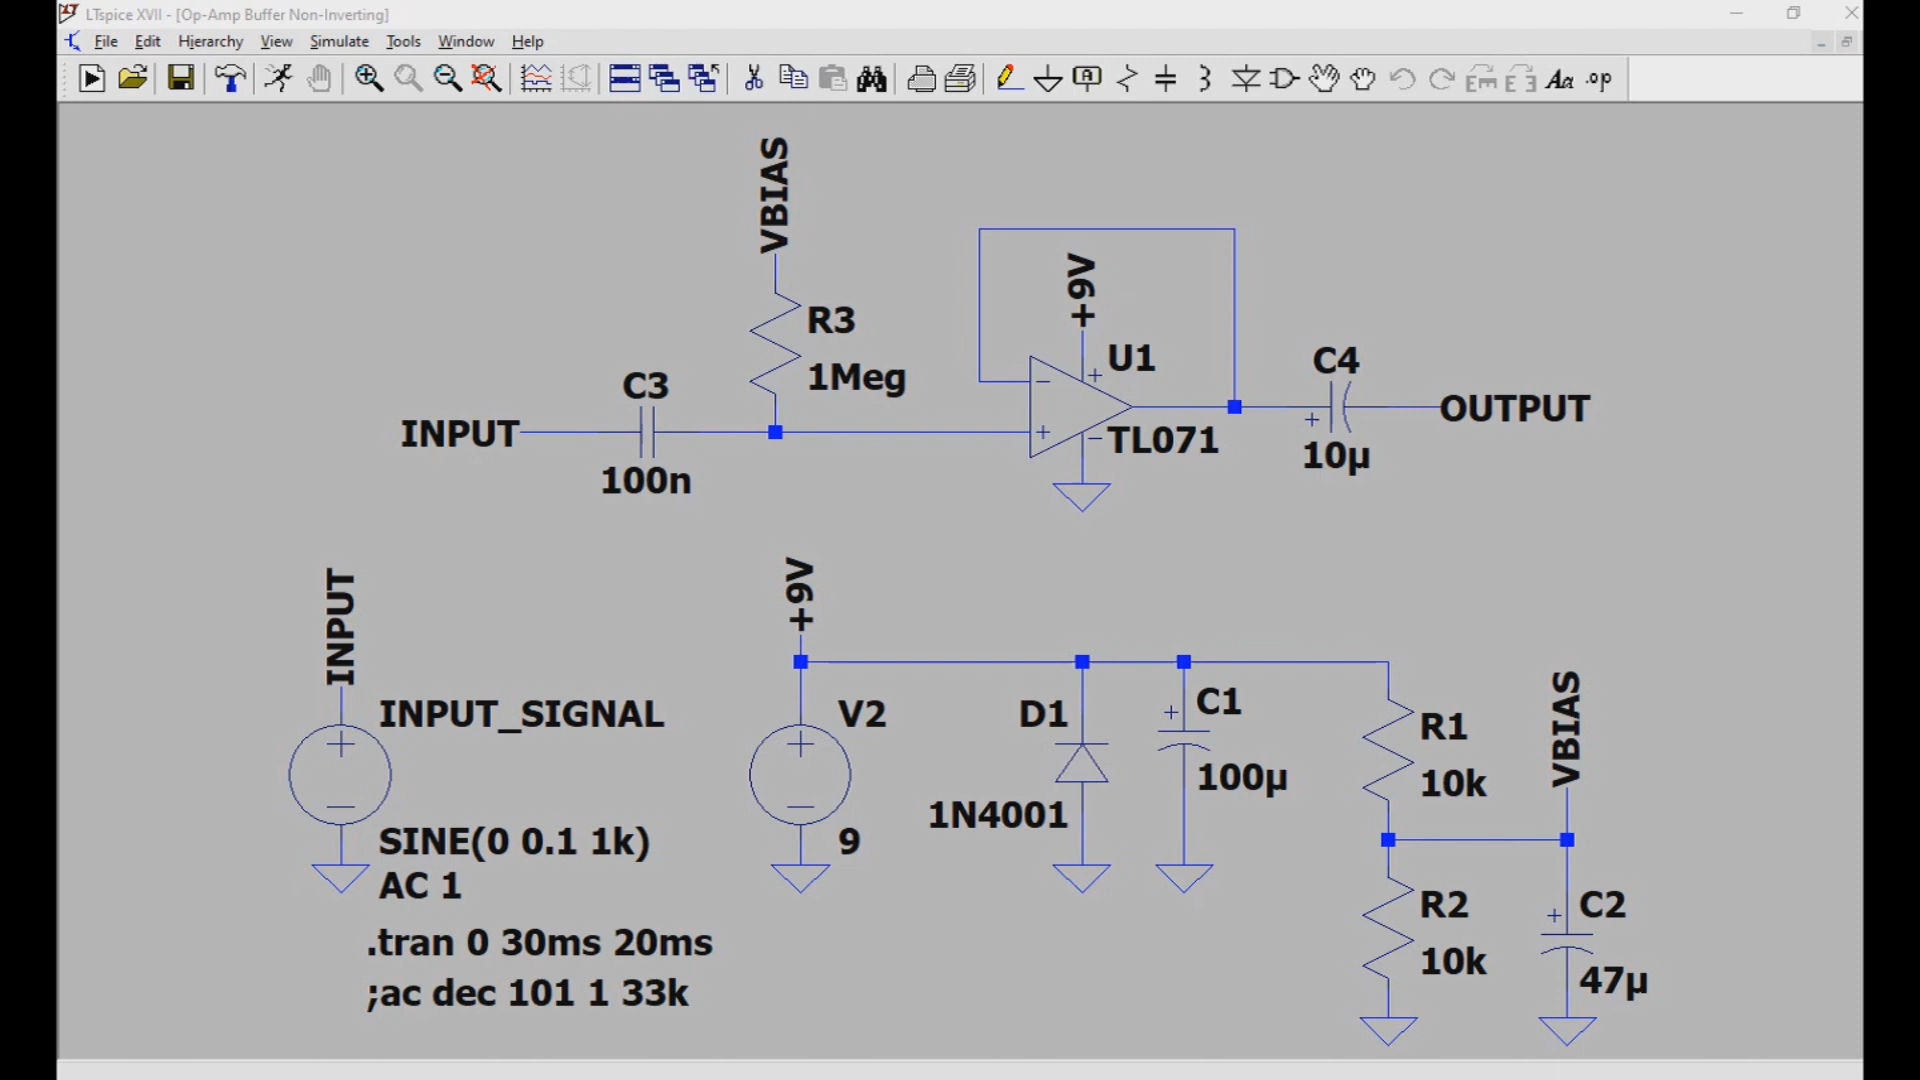 LTspice XVII - [Op-Amp Buffer Non-Inverting]
File Edit Hierarchy View Simulate Tools Window Help
Aa .op
VBIAS
R3
1Meg
+9V
U1
TL071
C3
100n
INPUT
C4
10µ
OUTPUT
INPUT
INPUT_SIGNAL
SINE(0 0.1 1k)
AC 1
.tran 0 30ms 20ms
;ac dec 101 1 33k
+9V
V2
9
D1
1N4001
C1
100µ
R1
10k
VBIAS
R2
10k
C2
47µ